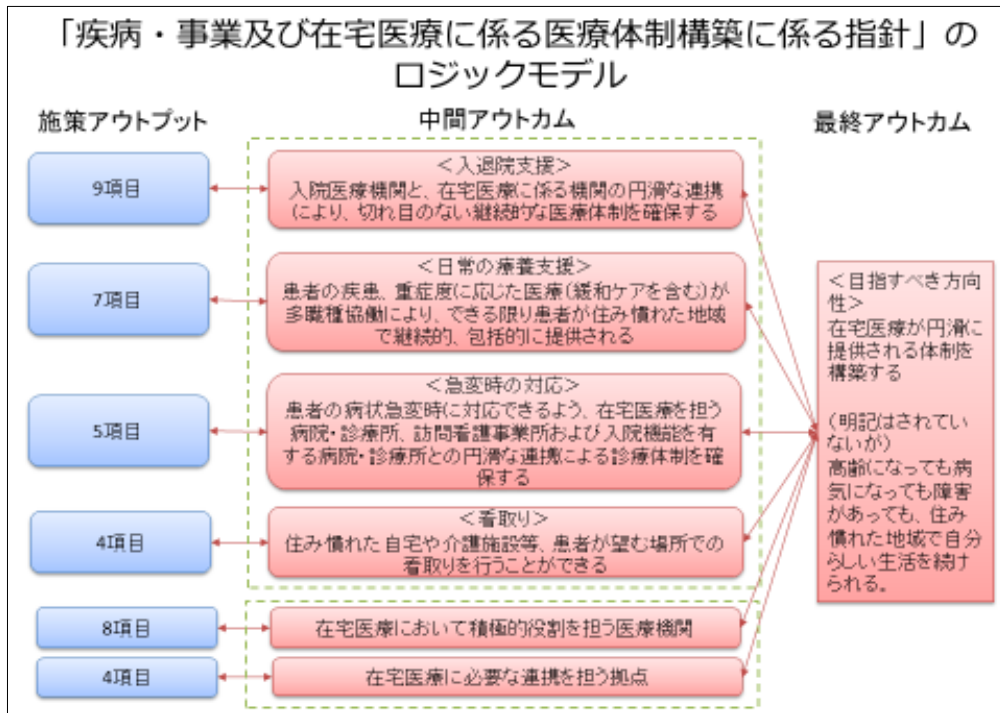 「疾病・事業及び在宅医療に係る医療体制構築に係る指針」の
ロジックモデル
施策アウトプット
中間アウトカム
最終アウトカム
9項目
＜入退院支援＞
入院医療機関と、在宅医療に係る機関の円滑な連携
により、切れ目のない継続的な医療体制を確保する
7項目
＜日常の療養支援＞
患者の疾患、重症度に応じた医療（緩和ケアを含む）が
多職種協働により、できる限り患者が住み慣れた地域
で継続的、包括的に提供される
5項目
＜急変時の対応＞
患者の病状急変時に対応できるよう、在宅医療を担う
病院・診療所、訪問看護事業所および入院機能を有
する病院・診療所との円滑な連携による診療体制を確
保する
4項目
＜看取り＞
住み慣れた自宅や介護施設等、患者が望む場所での
看取りを行うことができる
8項目
在宅医療において積極的役割を担う医療機関
4項目
在宅医療に必要な連携を担う拠点
＜目指すべき方向
性＞
在宅医療が円滑に
提供される体制を
構築する
（明記はされてい
ないが）
高齢になっても病
気になっても障害
があっても、住み
慣れた地域で自分
らしい生活を続け
られる。